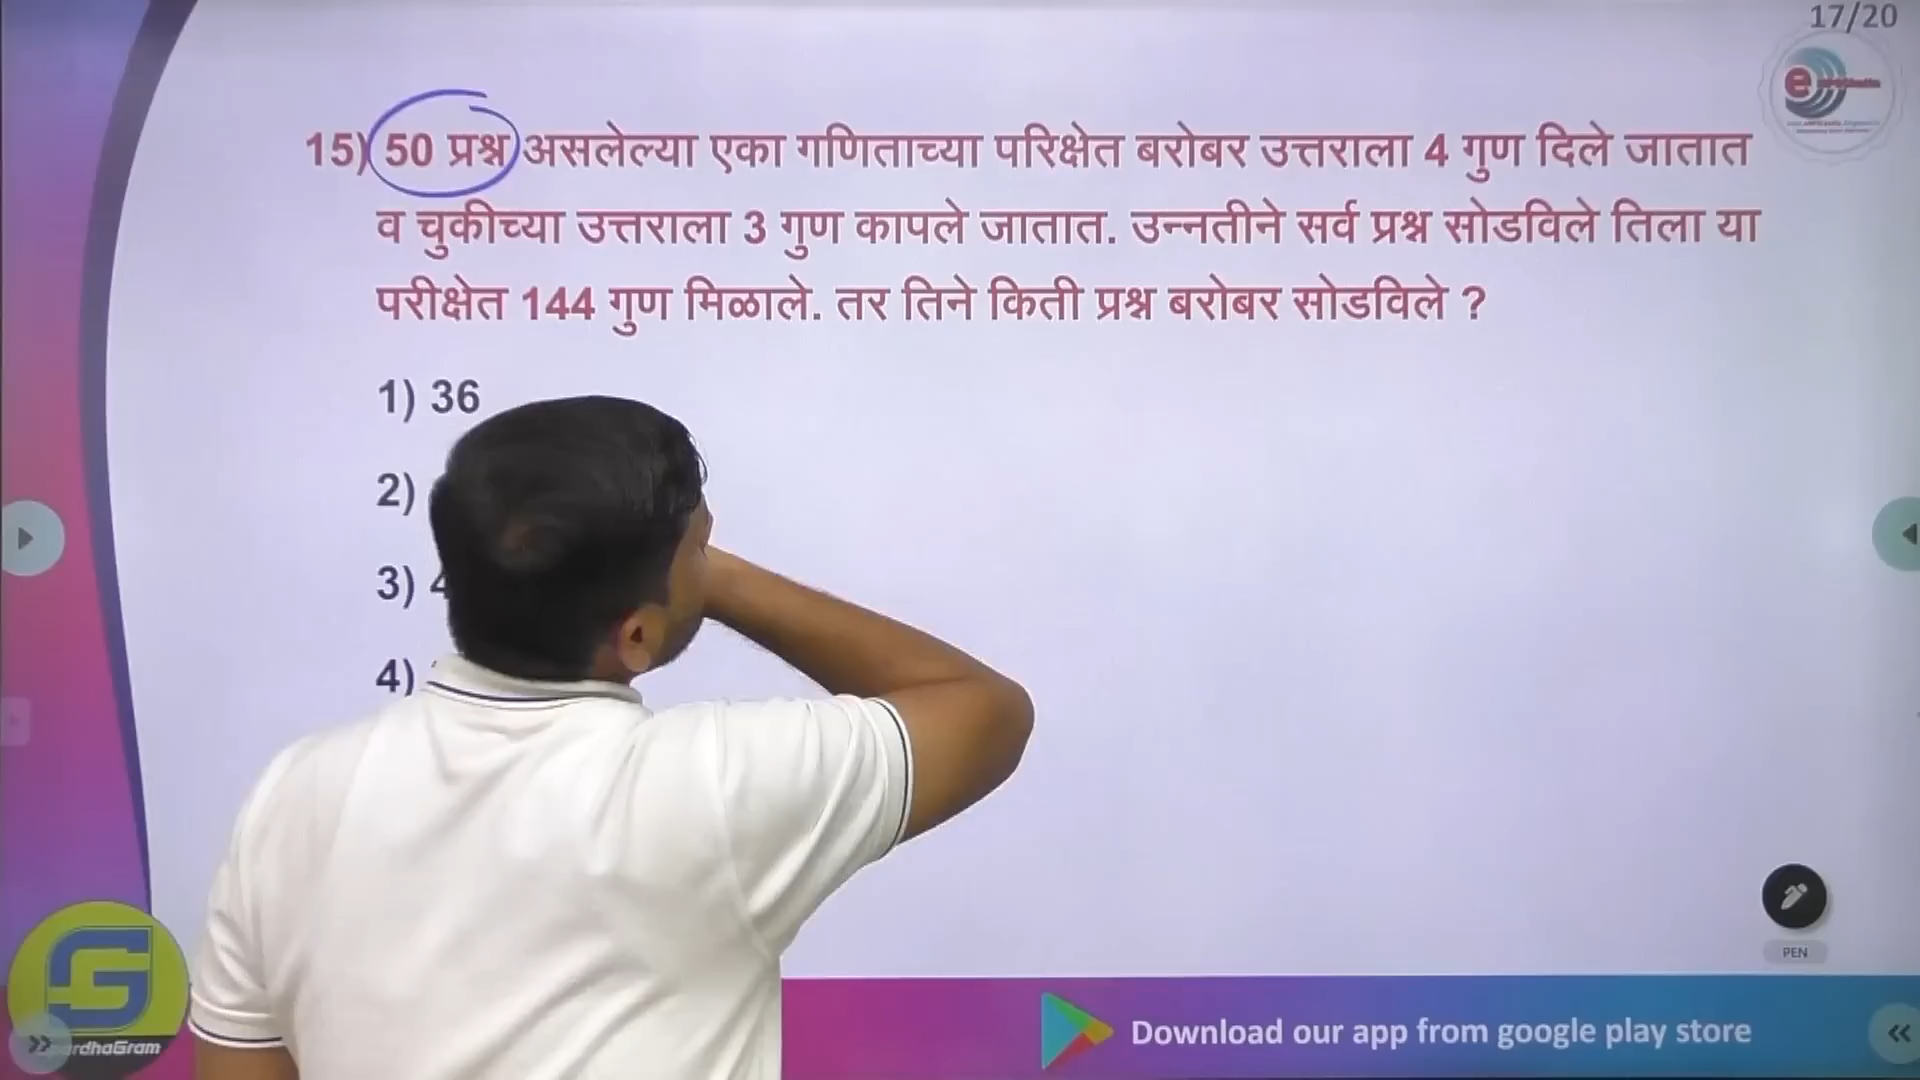 17/20
15) 50 प्रश्न असलेल्या एका गणिताच्या परिक्षेत बरोबर उत्तराला 4 गुण दिले जातात
व चुकीच्या उत्तराला 3 गुण कापले जातात. उन्नतीने सर्व प्रश्न सोडविले तिला या
परीक्षेत 144 गुण मिळाले. तर तिने किती प्रश्न बरोबर सोडविले ?
1) 36
2)
3) 4
4)
PEN
Download our app from google play store